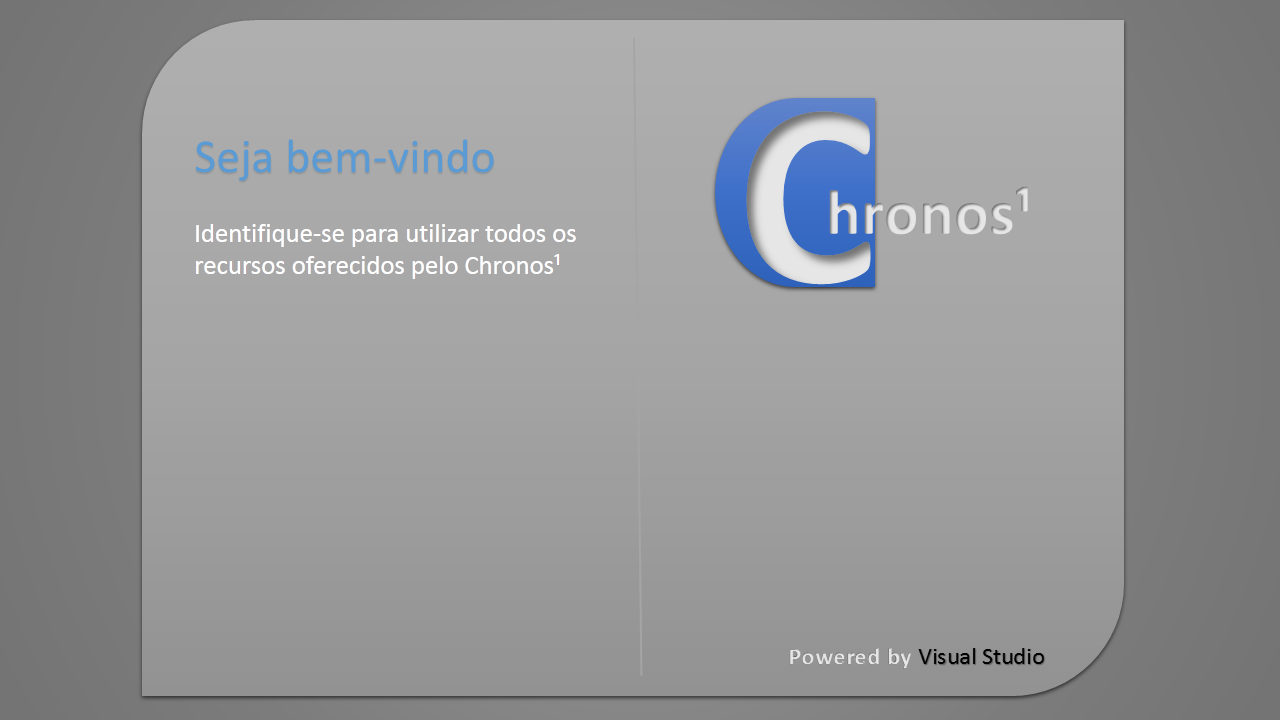 Seja bem-vindo
Identifique-se para utilizar todos os
recursos oferecidos pelo Chronos¹
Chronos¹
Powered by Visual Studio